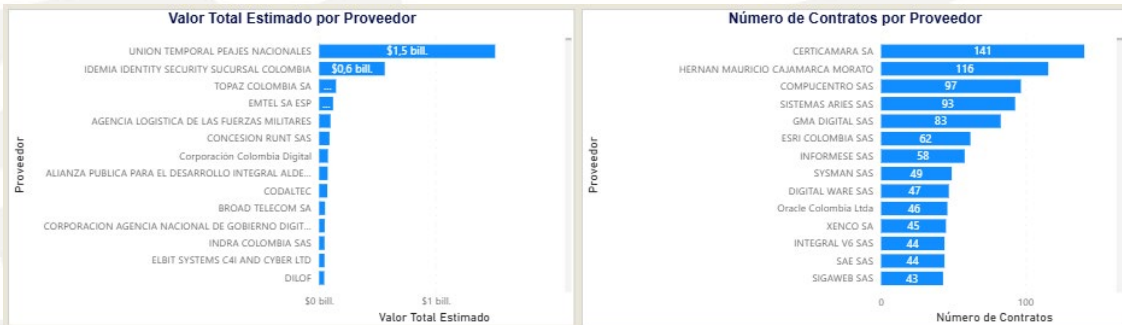 Valor Total Estimado por Proveedor
Proveedor
UNION TEMPORAL PEAJES NACIONALES $1,5 bill.
IDEMIA IDENTITY SECURITY SUCURSAL COLOMBIA $0,6 bill.
TOPAZ COLOMBIA SA ...
EMTEL SA ESP ...
AGENCIA LOGISTICA DE LAS FUERZAS MILITARES
CONCESION RUNT SAS
Corporación Colombia Digital
ALIANZA PUBLICA PARA EL DESARROLLO INTEGRAL ALDE...
CODALTEC
BROAD TELECOM SA
CORPORACION AGENCIA NACIONAL DE GOBIERNO DIGIT...
INDRA COLOMBIA SAS
ELBIT SYSTEMS C4I AND CYBER LTD
DILOF
$0 bill. $1 bill.
Valor Total Estimado
Número de Contratos por Proveedor
Proveedor
CERTICAMARA SA 141
HERNAN MAURICIO CAJAMARCA MORATO 116
COMPUCENTRO SAS 97
SISTEMAS ARIES SAS 93
GMA DIGITAL SAS 83
ESRI COLOMBIA SAS 62
INFORMESE SAS 58
SYSMAN SAS 49
DIGITAL WARE SAS 47
Oracle Colombia Ltda 46
XENCO SA 45
INTEGRAL V6 SAS 44
SAE SAS 44
SIGAWEB SAS 43
0 100
Número de Contratos